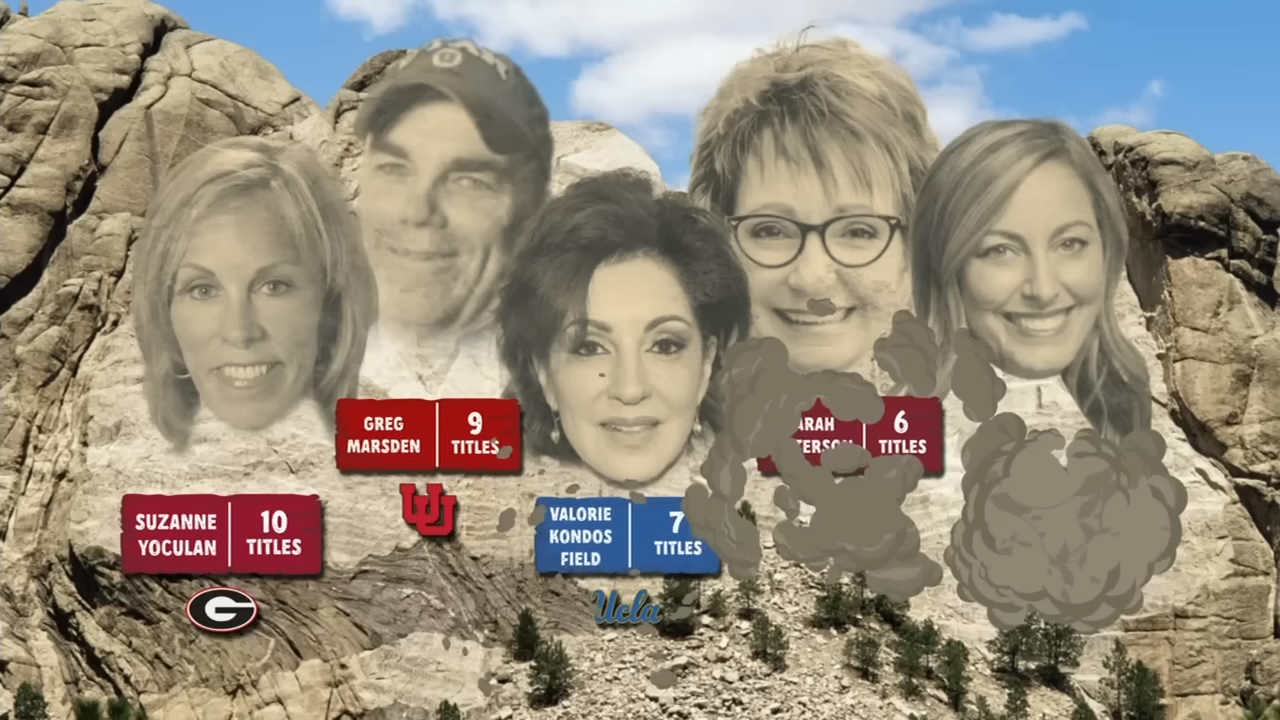 SUZANNE
YOCULAN
10
TITLES
G
GREG
MARSDEN
9
TITLES
U
VALORIE
KONDOS
FIELD
7
TITLES
Ucla
6
TITLES